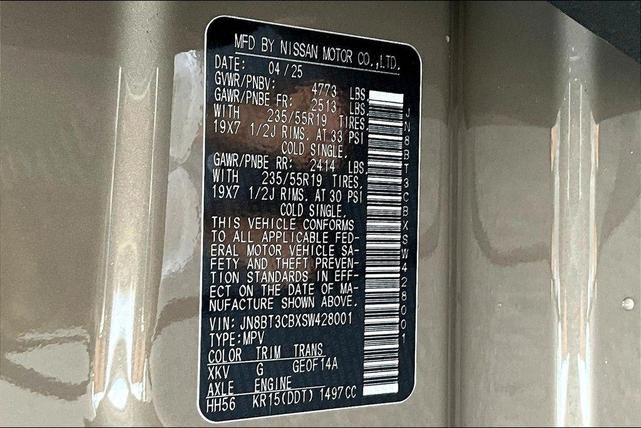 MFD BY NISSAN MOTOR CO.,LTD.
DATE: 04/25
GVWR/PNBV: 4773 LBS
GAWR/PNBE FR: 2513 LBS.
WITH 235/55R19 TIRES,
19X7 1/2J RIMS, AT 33 PSI
COLD SINGLE,
GAWR/PNBE RR: 2414 LBS.
WITH 235/55R19 TIRES,
19X7 1/2J RIMS, AT 30 PSI
COLD SINGLE,
THIS VEHICLE CONFORMS
TO ALL APPLICABLE FED-
ERAL MOTOR VEHICLE SA-
FETY AND THEFT PREVEN-
TION STANDARDS IN EFF-
ECT ON THE DATE OF MA-
NUFACTURE SHOWN ABOVE.
VIN: JN8BT3CBXSW428001
TYPE:MPV
COLOR TRIM TRANS
XKV G GE0F14A
AXLE ENGINE
HH56 KR15(DDT) 1497CC
JN8BT3CBXSW428001